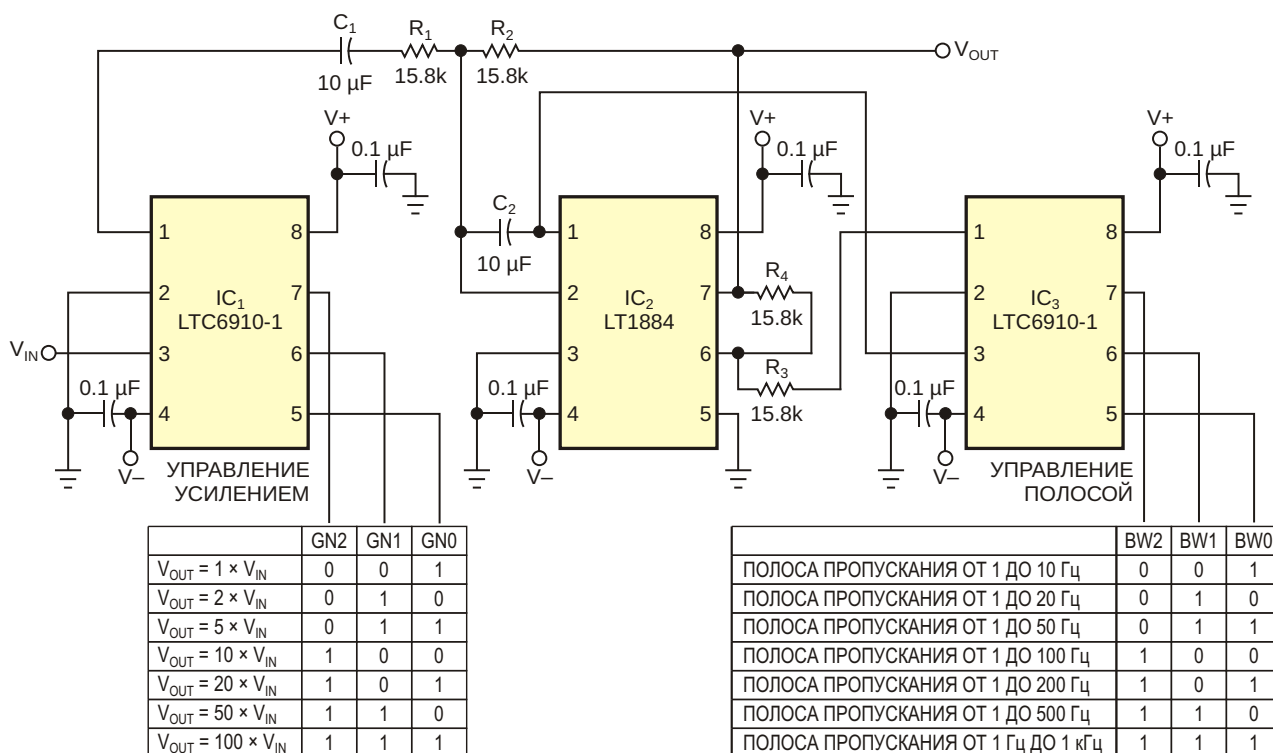 C1 R1 R2
10 µF 15.8k 15.8k
VOUT
V+ V+ V+
0.1 µF 0.1 µF 0.1 µF
C2
10 µF
1 8 1 8 1 8
2 7 2 7 2 7
IC1
LTC6910-1
IC2
LT1884
IC3
LTC6910-1
R4
15.8k
VIN
3 6 3 6 3 6
R3
15.8k
0.1 µF 0.1 µF 0.1 µF
4 5 4 5 4 5
V– V– V–
УПРАВЛЕНИЕ
УСИЛЕНИЕМ
УПРАВЛЕНИЕ
ПОЛОСОЙ
GN2 GN1 GN0
VOUT = 1 × VIN 0 0 1
VOUT = 2 × VIN 0 1 0
VOUT = 5 × VIN 0 1 1
VOUT = 10 × VIN 1 0 0
VOUT = 20 × VIN 1 0 1
VOUT = 50 × VIN 1 1 0
VOUT = 100 × VIN 1 1 1
BW2 BW1 BW0
ПОЛОСА ПРОПУСКАНИЯ ОТ 1 ДО 10 Гц 0 0 1
ПОЛОСА ПРОПУСКАНИЯ ОТ 1 ДО 20 Гц 0 1 0
ПОЛОСА ПРОПУСКАНИЯ ОТ 1 ДО 50 Гц 0 1 1
ПОЛОСА ПРОПУСКАНИЯ ОТ 1 ДО 100 Гц 1 0 0
ПОЛОСА ПРОПУСКАНИЯ ОТ 1 ДО 200 Гц 1 0 1
ПОЛОСА ПРОПУСКАНИЯ ОТ 1 ДО 500 Гц 1 1 0
ПОЛОСА ПРОПУСКАНИЯ ОТ 1 Гц ДО 1 кГц 1 1 1